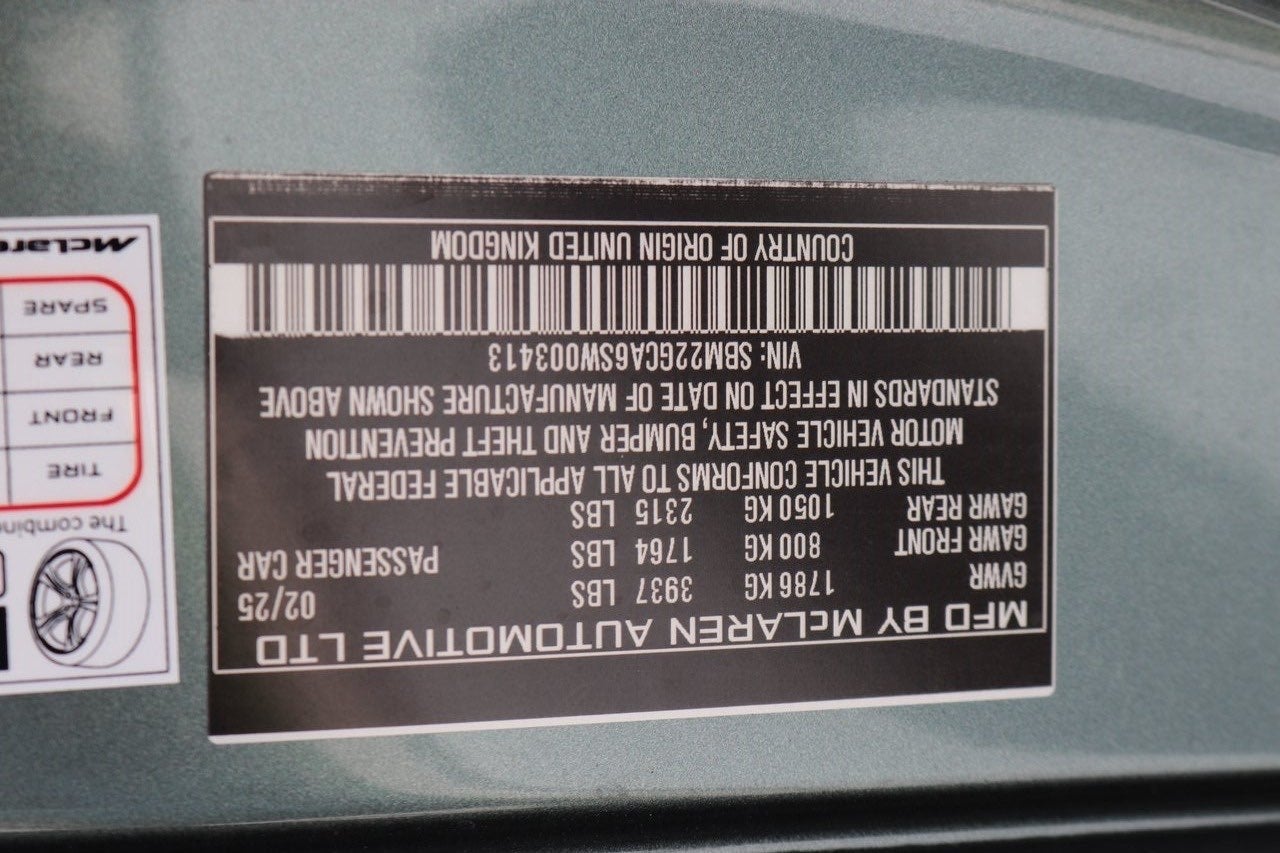 MFD BY McLAREN AUTOMOTIVE LTD
GVWR 1786 KG 3937 LBS 02/25
GAWR FRONT 800 KG 1764 LBS PASSENGER CAR
GAWR REAR 1050 KG 2315 LBS
THIS VEHICLE CONFORMS TO ALL APPLICABLE FEDERAL
MOTOR VEHICLE SAFETY, BUMPER AND THEFT PREVENTION
STANDARDS IN EFFECT ON DATE OF MANUFACTURE SHOWN ABOVE
VIN: SBM22GCA6SW003413
COUNTRY OF ORIGIN UNITED KINGDOM
The
TIRE
FRONT
REAR
SPARE